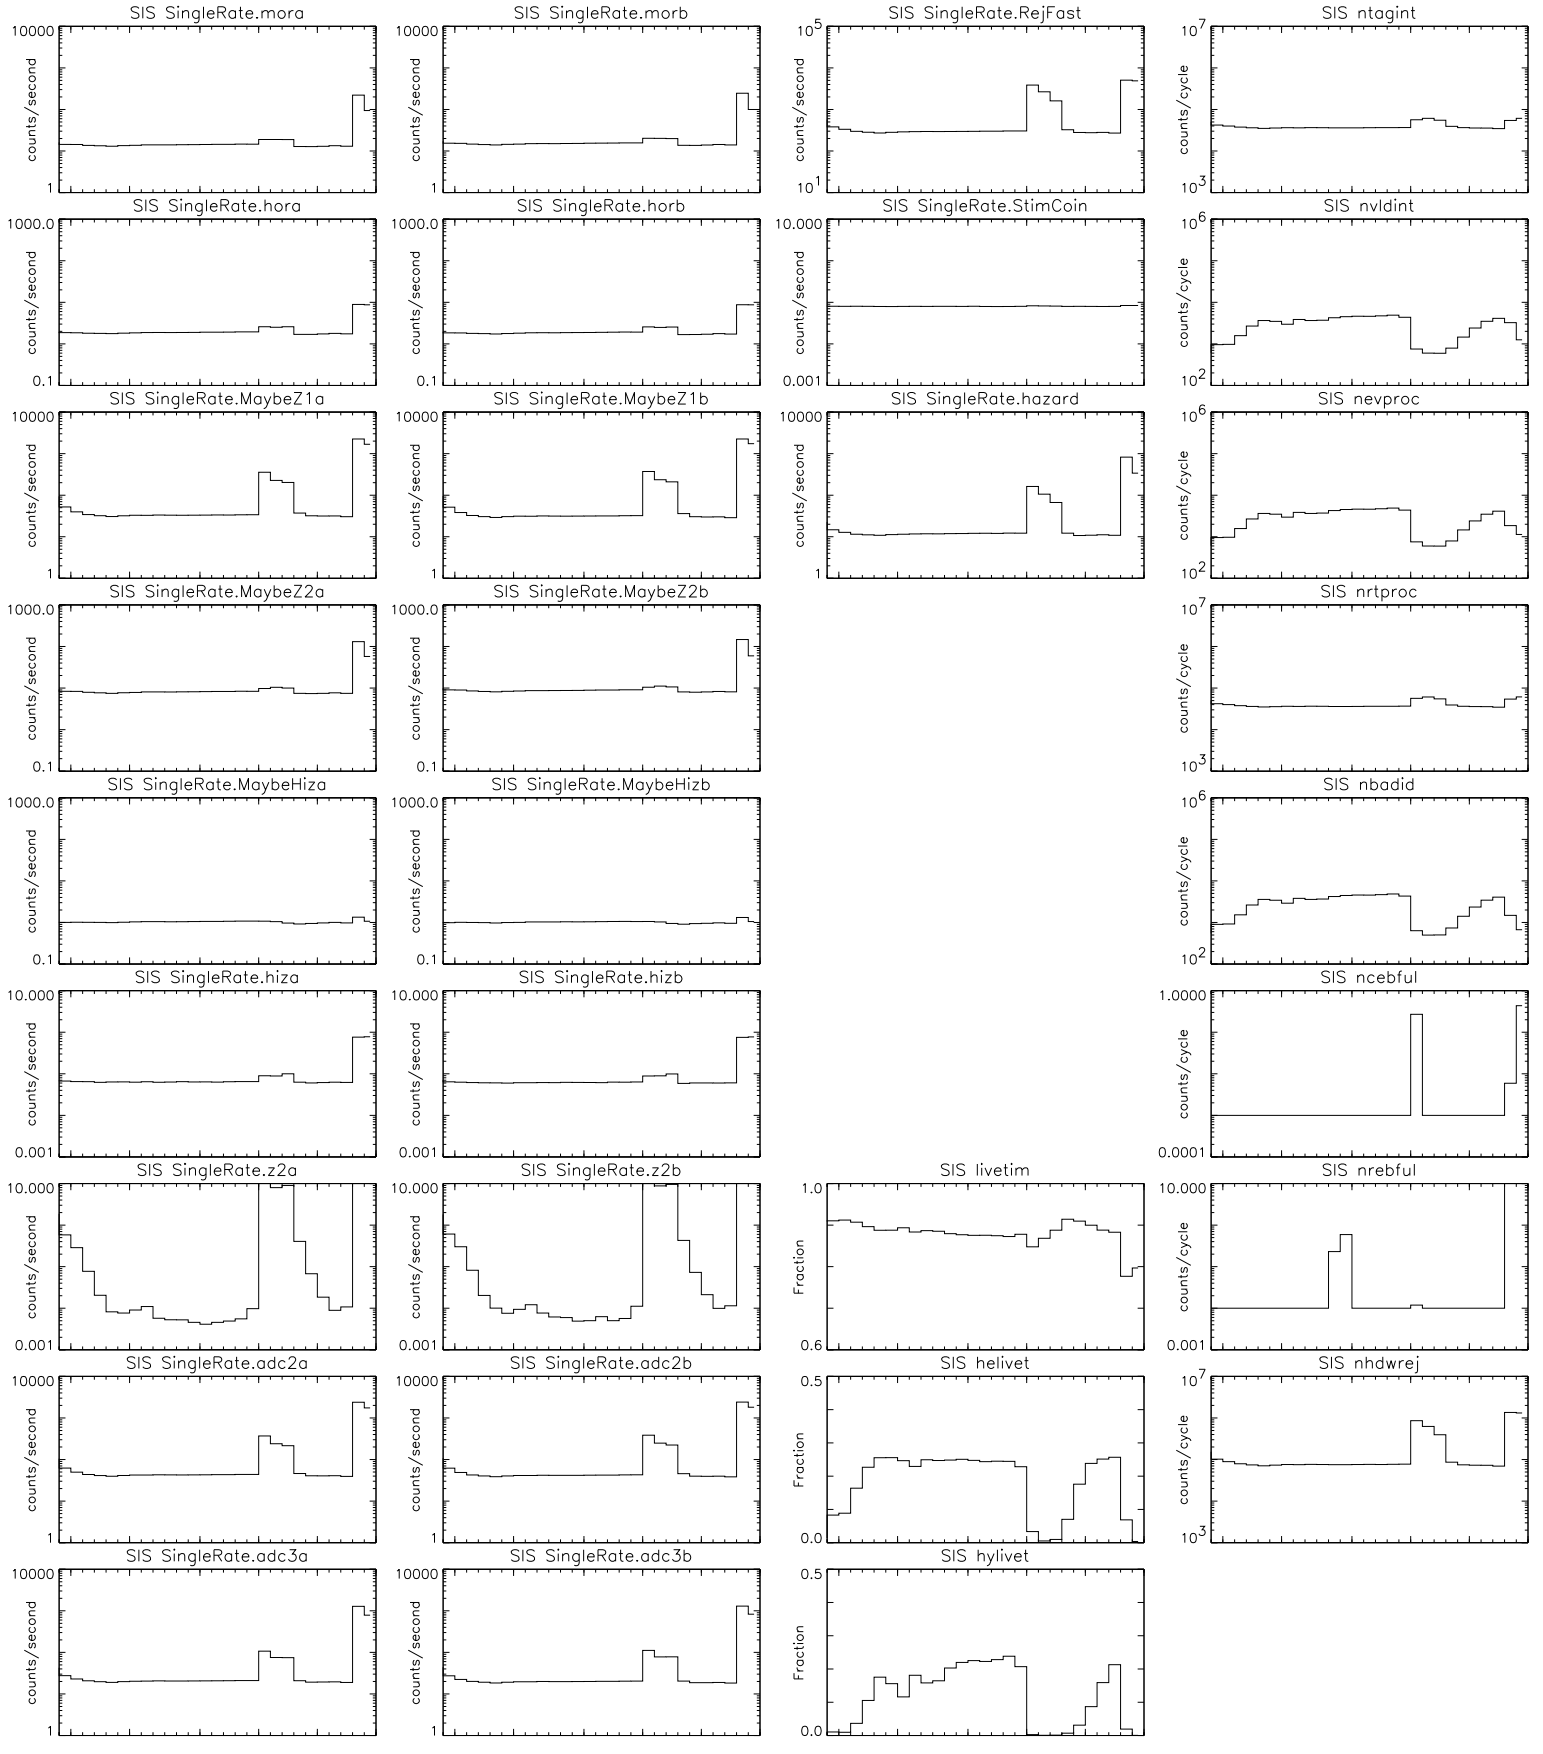 SIS SingleRate.mora
10000
counts/second
1
SIS SingleRate.morb
10000
counts/second
1
SIS SingleRate.RejFast
10^5
counts/second
10^1
SIS ntagint
10^7
counts/cycle
10^3
SIS SingleRate.hora
1000.0
counts/second
0.1
SIS SingleRate.horb
1000.0
counts/second
0.1
SIS SingleRate.StimCoin
10.000
counts/second
0.001
SIS nvldint
10^6
counts/cycle
10^2
SIS SingleRate.MaybeZ1a
10000
counts/second
1
SIS SingleRate.MaybeZ1b
10000
counts/second
1
SIS SingleRate.hazard
10000
counts/second
1
SIS nevproc
10^6
counts/cycle
10^2
SIS SingleRate.MaybeZ2a
1000.0
counts/second
0.1
SIS SingleRate.MaybeZ2b
1000.0
counts/second
0.1
SIS nrtproc
10^7
counts/cycle
10^3
SIS SingleRate.MaybeHiza
1000.0
counts/second
0.1
SIS SingleRate.MaybeHizb
1000.0
counts/second
0.1
SIS nbadid
10^6
counts/cycle
10^2
SIS SingleRate.hiza
10.000
counts/second
0.001
SIS SingleRate.hizb
10.000
counts/second
0.001
SIS ncebful
1.0000
counts/cycle
0.0001
SIS SingleRate.z2a
10.000
counts/second
0.001
SIS SingleRate.z2b
10.000
counts/second
0.001
SIS livetim
1.0
Fraction
0.6
SIS nrebful
10.000
counts/cycle
0.001
SIS SingleRate.adc2a
10000
counts/second
1
SIS SingleRate.adc2b
10000
counts/second
1
SIS helivet
0.5
Fraction
0.0
SIS nhdwrej
10^7
counts/cycle
10^3
SIS SingleRate.adc3a
10000
counts/second
1
SIS SingleRate.adc3b
10000
counts/second
1
SIS hylivet
0.5
Fraction
0.0